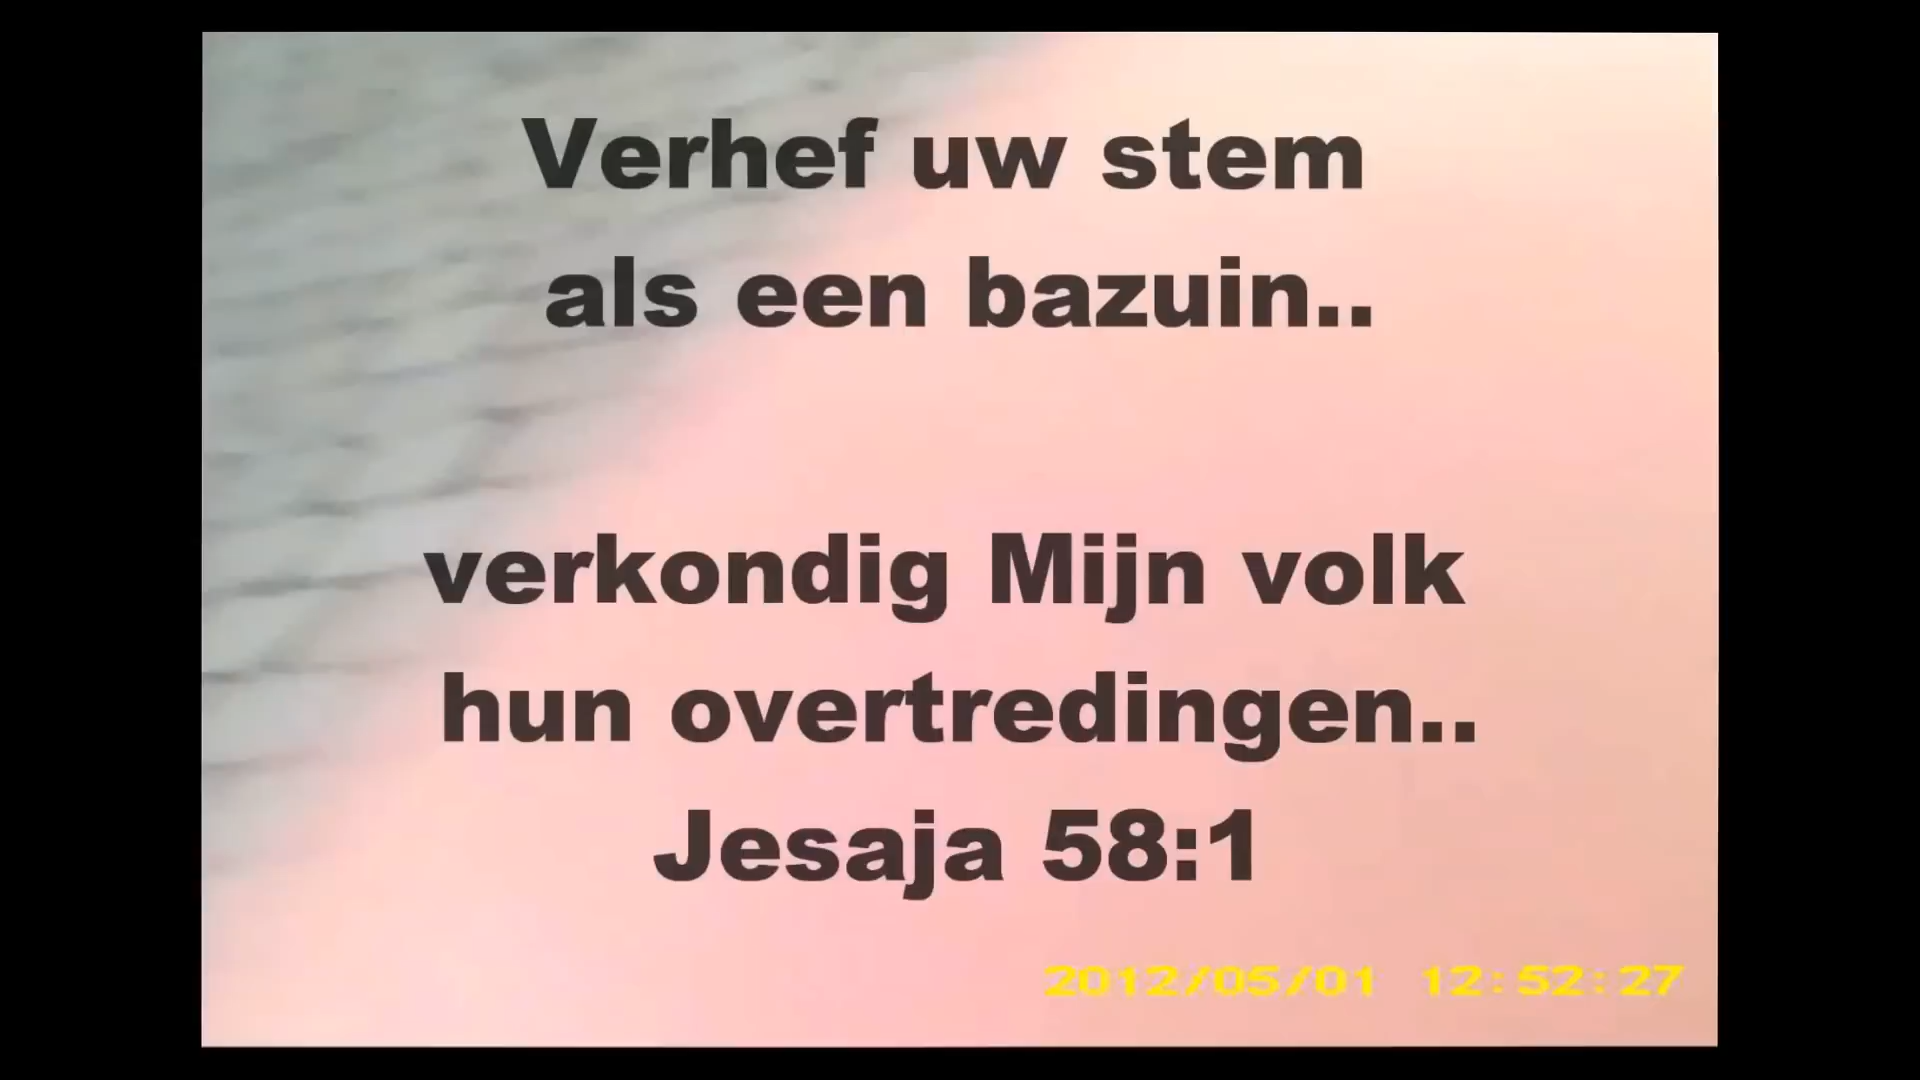 Verhef uw stem
als een bazuin..
verkondig Mijn volk
hun overtredingen..
Jesaja 58:1
2012/05/01 12:52:27